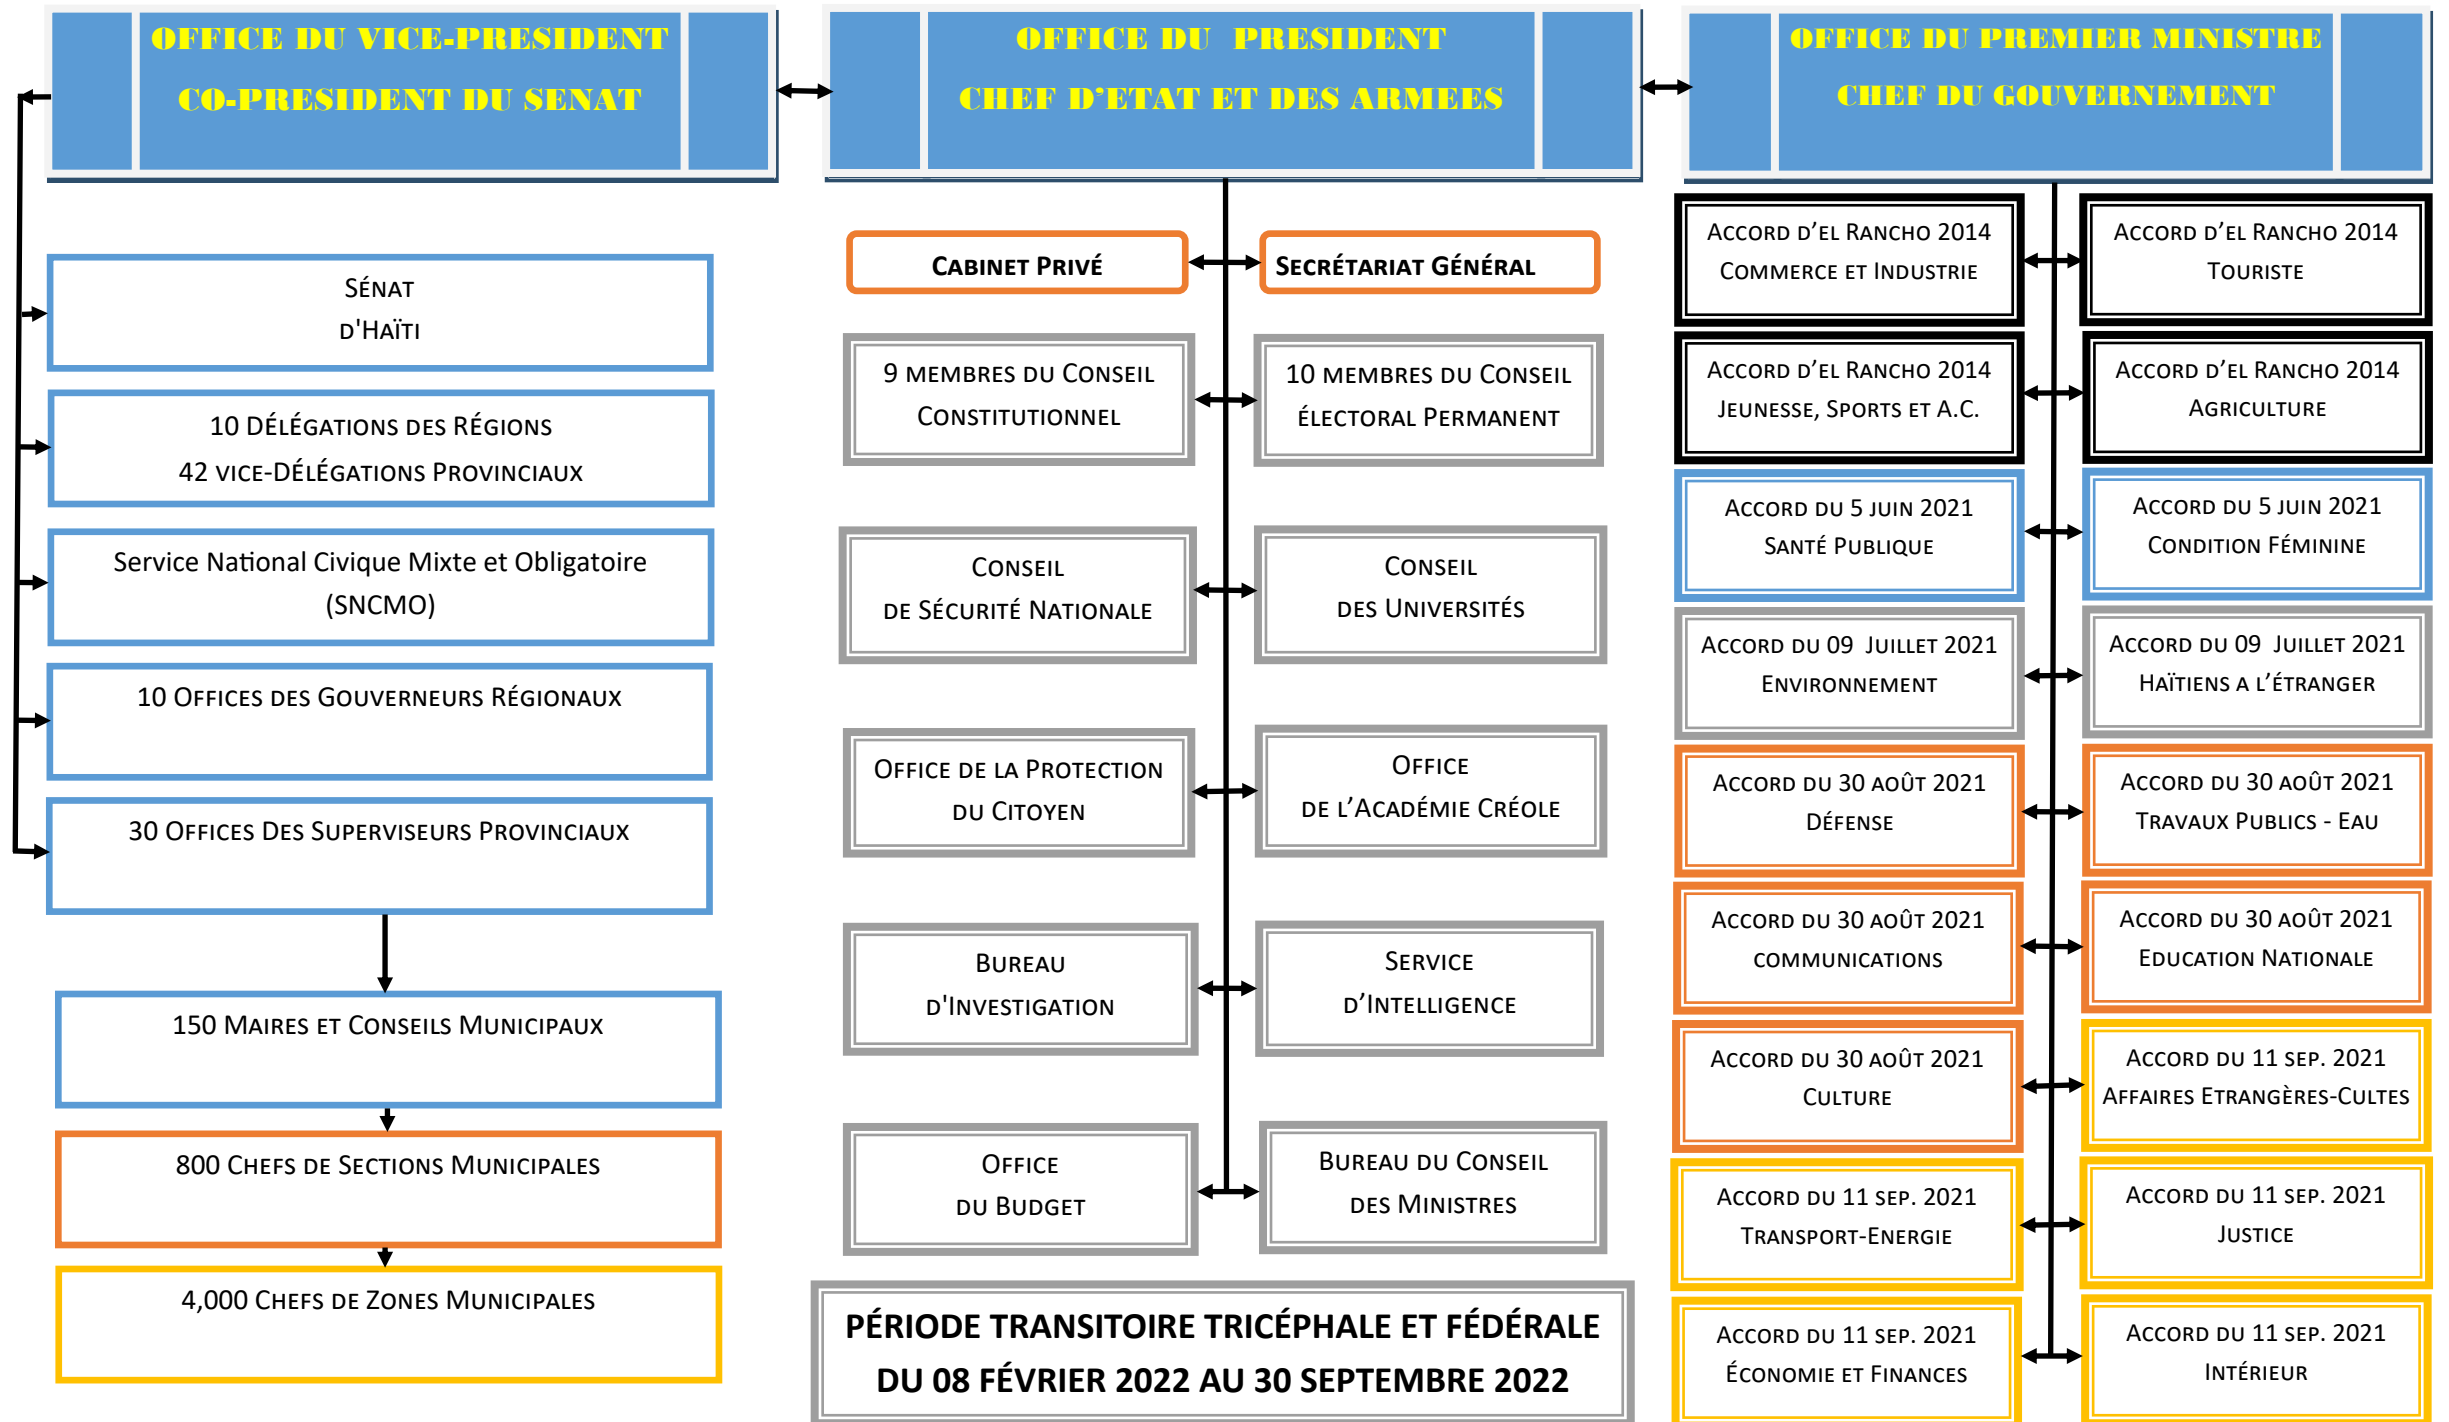 OFFICE DU VICE-PRESIDENT
CO-PRESIDENT DU SENAT
OFFICE DU PRESIDENT
CHEF D'ETAT ET DES ARMEES
OFFICE DU PREMIER MINISTRE
CHEF DU GOUVERNEMENT
SÉNAT
D'HAÏTI
10 DÉLÉGATIONS DES RÉGIONS
42 VICE-DÉLÉGATIONS PROVINCIAUX
Service National Civique Mixte et Obligatoire
(SNCMO)
10 OFFICES DES GOUVERNEURS RÉGIONAUX
30 OFFICES DES SUPERVISEURS PROVINCIAUX
150 MAIRES ET CONSEILS MUNICIPAUX
800 CHEFS DE SECTIONS MUNICIPALES
4,000 CHEFS DE ZONES MUNICIPALES
CABINET PRIVÉ
SECRÉTARIAT GÉNÉRAL
9 MEMBRES DU CONSEIL
CONSTITUTIONNEL
10 MEMBRES DU CONSEIL
ÉLECTORAL PERMANENT
CONSEIL
DE SÉCURITÉ NATIONALE
CONSEIL
DES UNIVERSITÉS
OFFICE DE LA PROTECTION
DU CITOYEN
OFFICE
DE L'ACADÉMIE CRÉOLE
BUREAU
D'INVESTIGATION
SERVICE
D'INTELLIGENCE
OFFICE
DU BUDGET
BUREAU DU CONSEIL
DES MINISTRES
PÉRIODE TRANSITOIRE TRICÉPHALE ET FÉDÉRALE
DU 08 FÉVRIER 2022 AU 30 SEPTEMBRE 2022
ACCORD D'EL RANCHO 2014
COMMERCE ET INDUSTRIE
ACCORD D'EL RANCHO 2014
TOURISTE
ACCORD D'EL RANCHO 2014
JEUNESSE, SPORTS ET A.C.
ACCORD D'EL RANCHO 2014
AGRICULTURE
ACCORD DU 5 JUIN 2021
SANTÉ PUBLIQUE
ACCORD DU 5 JUIN 2021
CONDITION FÉMININE
ACCORD DU 09 JUILLET 2021
ENVIRONNEMENT
ACCORD DU 09 JUILLET 2021
HAÏTIENS A L'ÉTRANGER
ACCORD DU 30 AOÛT 2021
DÉFENSE
ACCORD DU 30 AOÛT 2021
TRAVAUX PUBLICS - EAU
ACCORD DU 30 AOÛT 2021
COMMUNICATIONS
ACCORD DU 30 AOÛT 2021
EDUCATION NATIONALE
ACCORD DU 30 AOÛT 2021
CULTURE
ACCORD DU 11 SEP. 2021
AFFAIRES ETRANGÈRES-CULTES
ACCORD DU 11 SEP. 2021
TRANSPORT-ENERGIE
ACCORD DU 11 SEP. 2021
JUSTICE
ACCORD DU 11 SEP. 2021
ÉCONOMIE ET FINANCES
ACCORD DU 11 SEP. 2021
INTÉRIEUR